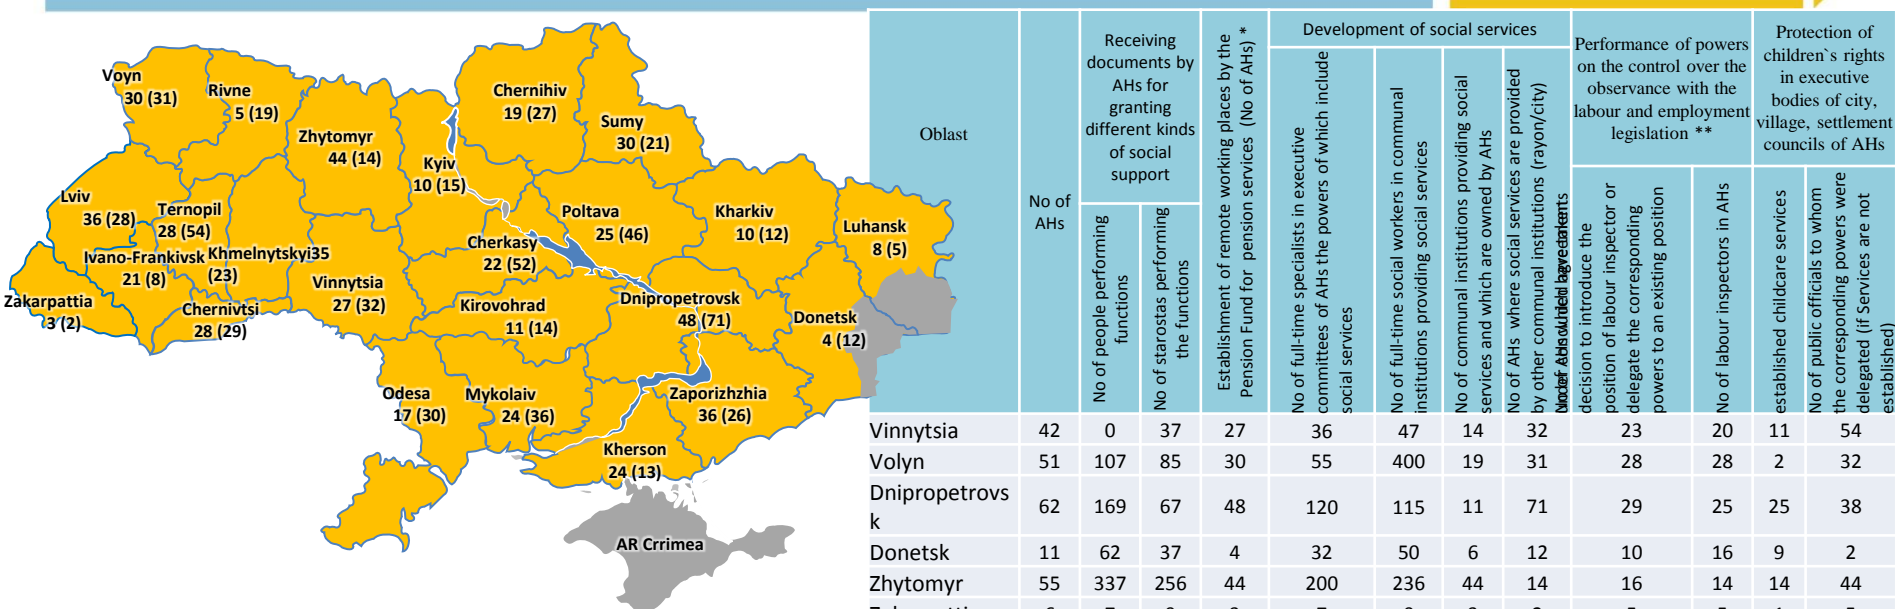 Voyn
30 (31)
Rivne
5 (19)
Zhytomyr
44 (14)
Kyiv
10 (15)
Chernihiv
19 (27)
Sumy
30 (21)
Lviv
36 (28)
Ternopil
28 (54)
Khmelnytskyi35
(23)
Ivano-Frankivsk
21 (8)
Zakarpattia
3 (2)
Chernivtsi
28 (29)
Vinnytsia
27 (32)
Cherkasy
22 (52)
Poltava
25 (46)
Kharkiv
10 (12)
Luhansk
8 (5)
Kirovohrad
11 (14)
Dnipropetrovsk
48 (71)
Donetsk
4 (12)
Odesa
17 (30)
Mykolaiv
24 (36)
Zaporizhzhia
36 (26)
Kherson
24 (13)
AR Crrimea
Oblast
No of
AHs
Receiving
documents by
AHs for
granting
different kinds
of social
support
No of people performing
functions
No of starostas performing
the functions
Establishment of remote working places by the
Pension Fund for pension services (No of AHs) *
Development of social services
No of full-time specialists in executive
committees of AHs the powers of which include
social services
No of full-time social workers in communal
institutions providing social services
No of communal institutions providing social
services and which are owned by AHs
No of AHs where social services are provided
by other communal institutions (rayon/city)
Performance of powers
on the control over the
observance with the
labour and employment
legislation **
decision to introduce the
position of labour inspector or
delegate the corresponding
powers to an existing position
No of labour inspectors in AHs
Protection of
children`s rights
in executive
bodies of city,
village, settlement
councils of AHs
established childcare services
No of public officials to whom
the corresponding powers were
delegated (if Services are not
established)
Vinnytsia 42 0 37 27 36 47 14 32 23 20 11 54
Volyn 51 107 85 30 55 400 19 31 28 28 2 32
Dnipropetrovs
k 62 169 67 48 120 115 11 71 29 25 25 38
Donetsk 11 62 37 4 32 50 6 12 10 16 9 2
Zhytomyr 55 337 256 44 200 236 44 14 16 14 14 44